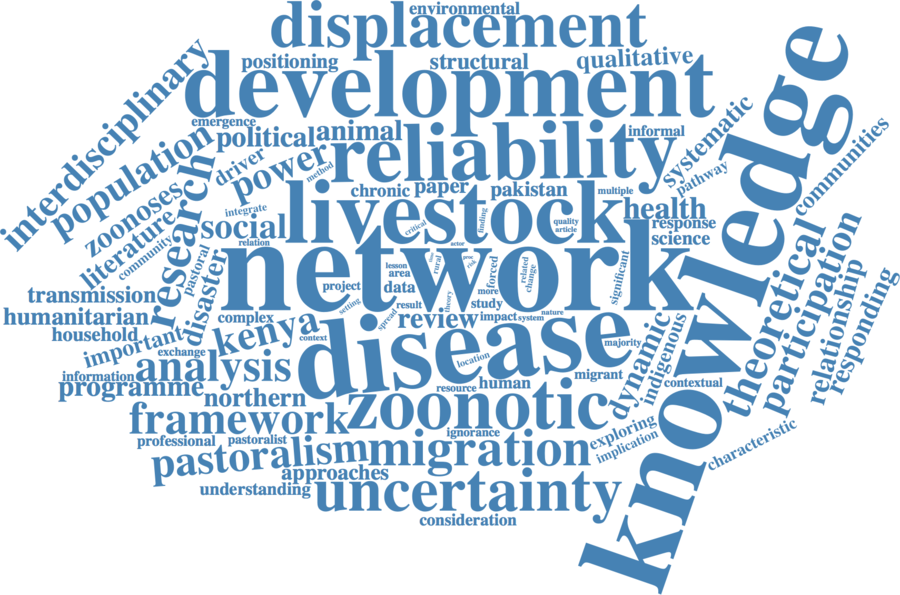 environmental
displacement
positioning
structural
qualitative
development
interdisciplinary
emergence
population
political
animal
reliability
informal
systematic
knowledge
communities
driver
power
method
pathway
zoonoses
research
chronic
paper
pakistan
multiple
integrate
livestock
health
literature
social
critical
finding
quality
article
response
science
community
relation
actor
pastoral
network
time
rural
gene
risk
lesson
area
data
forced
more
related
change
significant
theoretical
participation
relationship
responding
transmission
disaster
project
setting
spread
result
theory
study
nature
humanitarian
complex
kenya
context
review
impact
system
household
important
disease
majority
dynamic
indigenous
exchange
analysis
location
information
programme
resource
human
migrant
contextual
northern
framework
zoonotic
professional
pastoralist
ignorance
exploring
implication
characteristic
pastoralism
migration
approaches
understanding
uncertainty
consideration